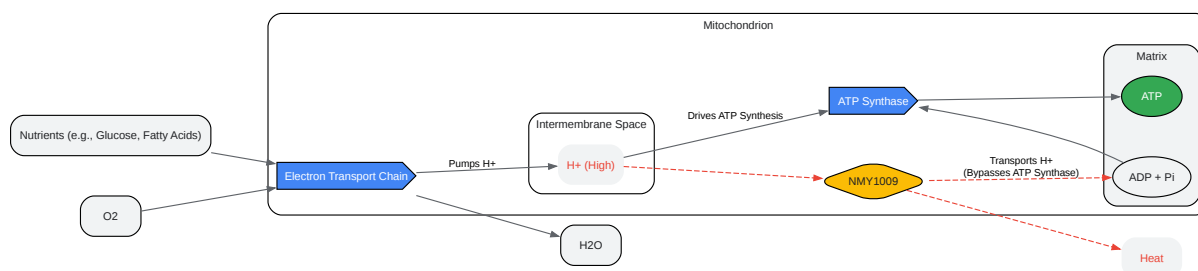 Mitochondrion
Matrix
ATP
ATP Synthase
Drives ATP Synthesis
Intermembrane Space
Nutrients (e.g., Glucose, Fatty Acids)
Pumps H+
H+ (High)
Transports H+
(Bypasses ATP Synthase)
Electron Transport Chain
NMY1009
ADP + Pi
O2
H2O
Heat